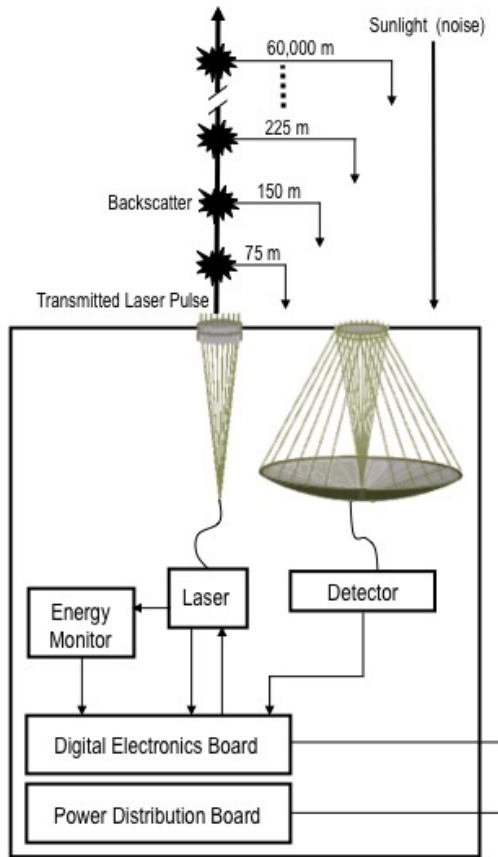 60,000 m
Sunlight (noise)
225 m
Backscatter
150 m
75 m
Transmitted Laser Pulse
Laser
Detector
Energy
Monitor
Digital Electronics Board
Power Distribution Board